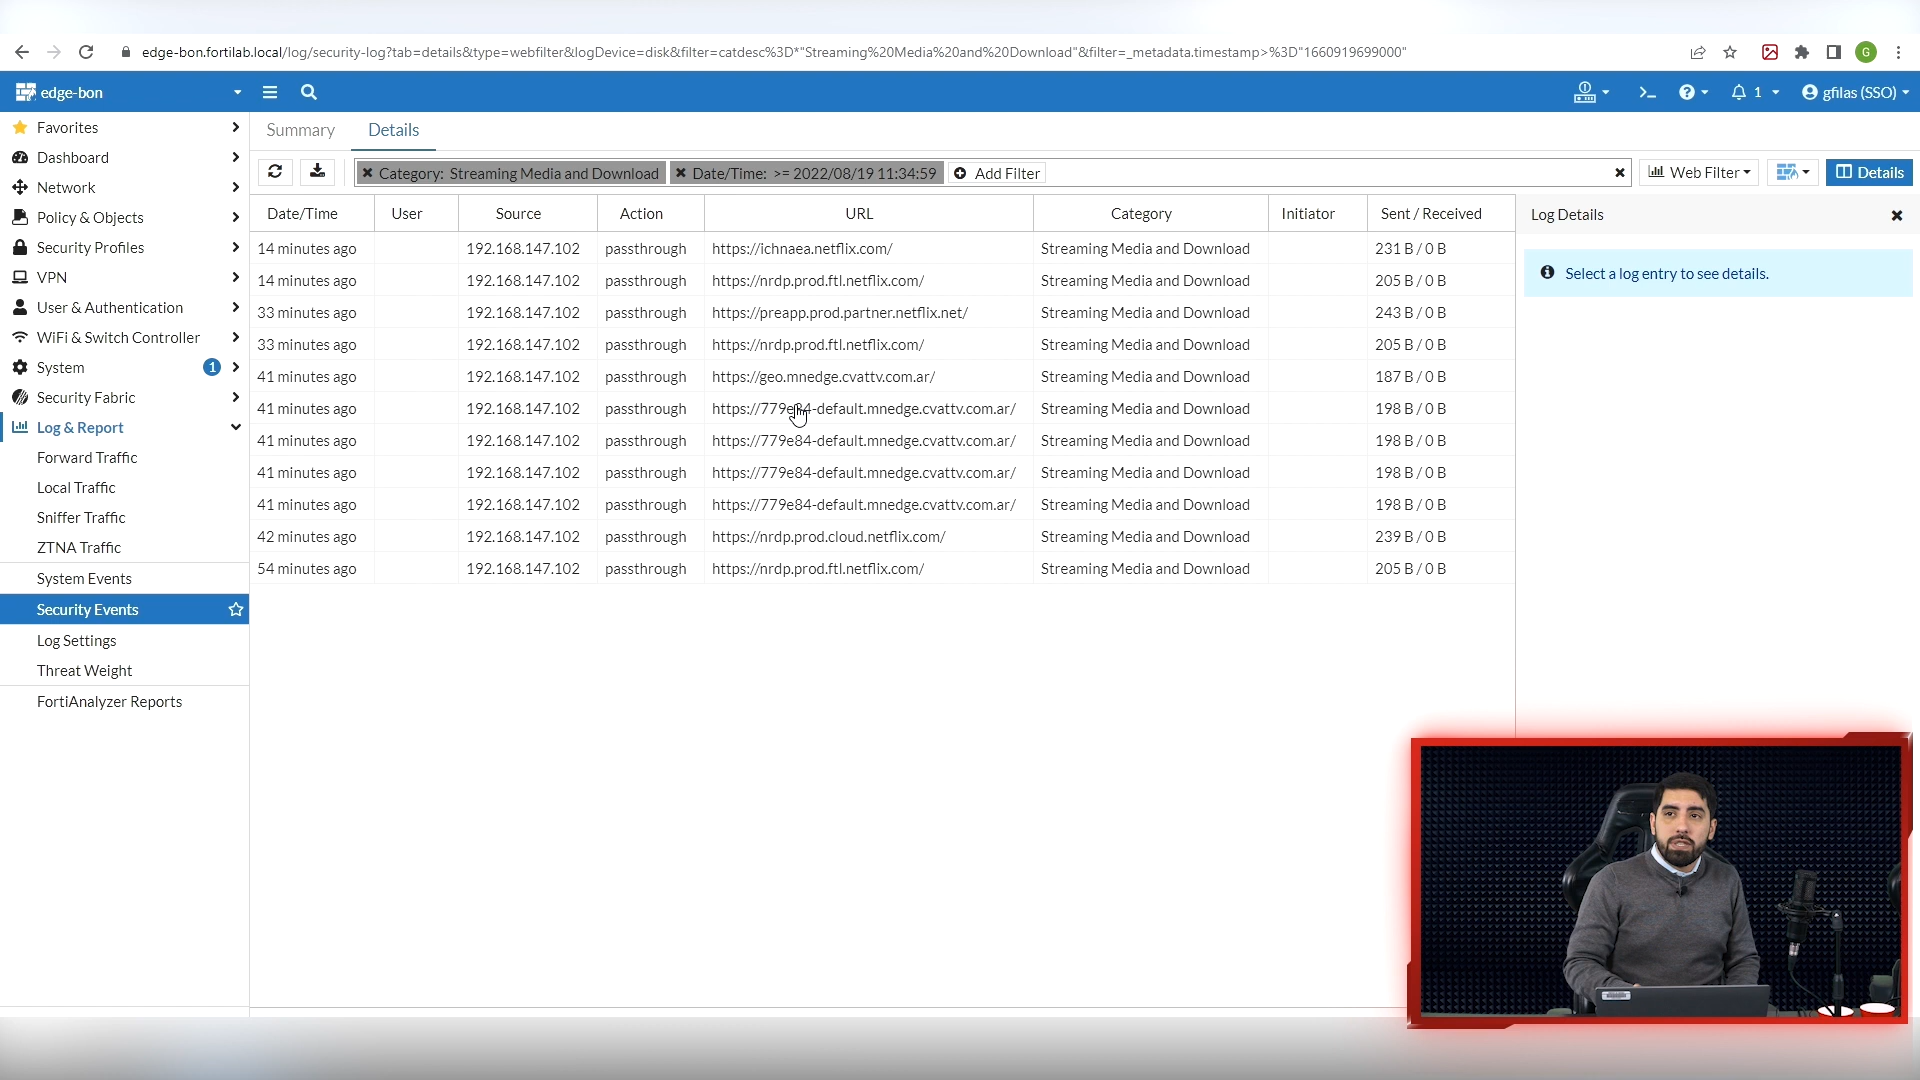 edge-bon.fortilab.local/log/security-log?tab=details&type=webfilter&logDevice=disk&filter=catdesc%3D*"Streaming%20Media%20and%20Download"&filter=_metadata.timestamp>%3D"1660919699000"
G
edge-bon
1
gfilas (SSO)
Favorites
Dashboard
Network
Policy & Objects
Security Profiles
VPN
User & Authentication
WiFi & Switch Controller
System 1
Security Fabric
Log & Report
Forward Traffic
Local Traffic
Sniffer Traffic
ZTNA Traffic
System Events
Security Events
Log Settings
Threat Weight
FortiAnalyzer Reports
Summary Details
Category: Streaming Media and Download Date/Time: >= 2022/08/19 11:34:59 Add Filter Web Filter Details
Date/Time User Source Action URL Category Initiator Sent / Received
14 minutes ago 192.168.147.102 passthrough https://ichnaea.netflix.com/ Streaming Media and Download 231 B / 0 B
14 minutes ago 192.168.147.102 passthrough https://nrdp.prod.ftl.netflix.com/ Streaming Media and Download 205 B / 0 B
33 minutes ago 192.168.147.102 passthrough https://preapp.prod.partner.netflix.net/ Streaming Media and Download 243 B / 0 B
33 minutes ago 192.168.147.102 passthrough https://nrdp.prod.ftl.netflix.com/ Streaming Media and Download 205 B / 0 B
41 minutes ago 192.168.147.102 passthrough https://geo.mnedge.cvattv.com.ar/ Streaming Media and Download 187 B / 0 B
41 minutes ago 192.168.147.102 passthrough https://779e84-default.mnedge.cvattv.com.ar/ Streaming Media and Download 198 B / 0 B
41 minutes ago 192.168.147.102 passthrough https://779e84-default.mnedge.cvattv.com.ar/ Streaming Media and Download 198 B / 0 B
41 minutes ago 192.168.147.102 passthrough https://779e84-default.mnedge.cvattv.com.ar/ Streaming Media and Download 198 B / 0 B
41 minutes ago 192.168.147.102 passthrough https://779e84-default.mnedge.cvattv.com.ar/ Streaming Media and Download 198 B / 0 B
42 minutes ago 192.168.147.102 passthrough https://nrdp.prod.cloud.netflix.com/ Streaming Media and Download 239 B / 0 B
54 minutes ago 192.168.147.102 passthrough https://nrdp.prod.ftl.netflix.com/ Streaming Media and Download 205 B / 0 B
Log Details
Select a log entry to see details.